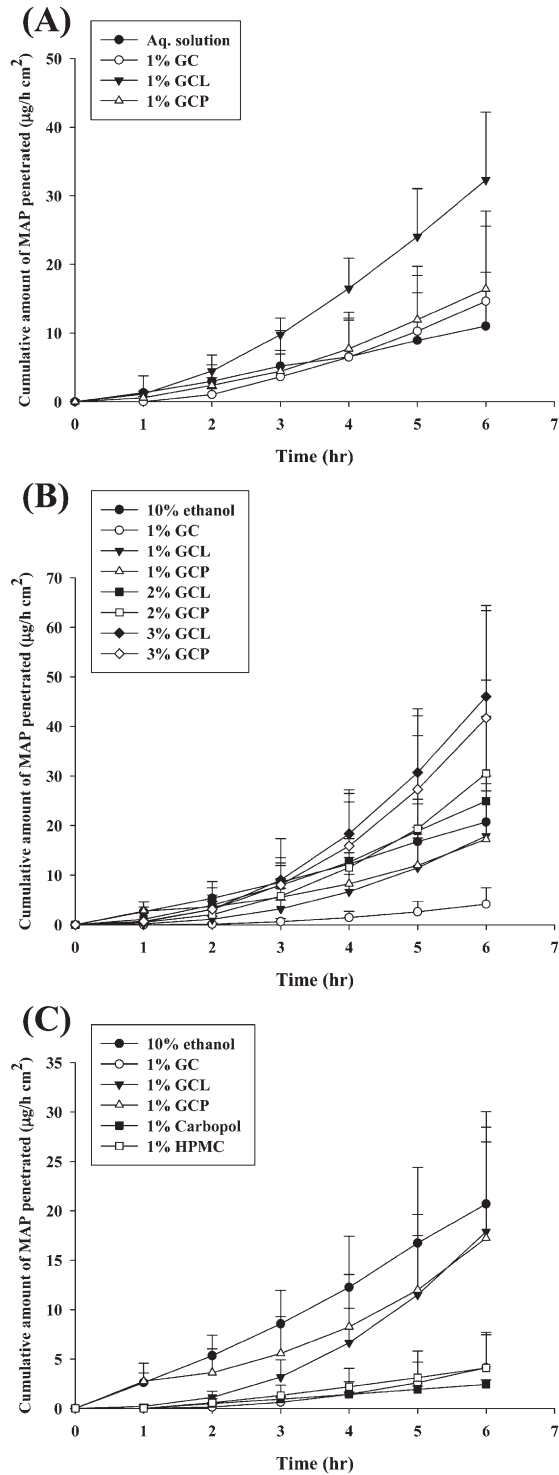 (A)
Aq. solution
1% GC
1% GCL
1% GCP
Cumulative amount of MAP penetrated (μg/h cm²)
50
40
30
20
10
0
0 1 2 3 4 5 6 7
Time (hr)
(B)
10% ethanol
1% GC
1% GCL
1% GCP
2% GCL
2% GCP
3% GCL
3% GCP
Cumulative amount of MAP penetrated (μg/h cm²)
70
60
50
40
30
20
10
0
0 1 2 3 4 5 6 7
Time (hr)
(C)
10% ethanol
1% GC
1% GCL
1% GCP
1% Carbopol
1% HPMC
Cumulative amount of MAP penetrated (μg/h cm²)
35
30
25
20
15
10
5
0
0 1 2 3 4 5 6 7
Time (hr)